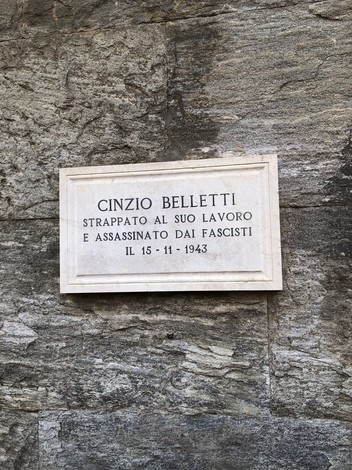 CINZIO BELLETTI
STRAPPATO AL SUO LAVORO
E ASSASSINATO DAI FASCISTI
IL 15 - 11 - 1943